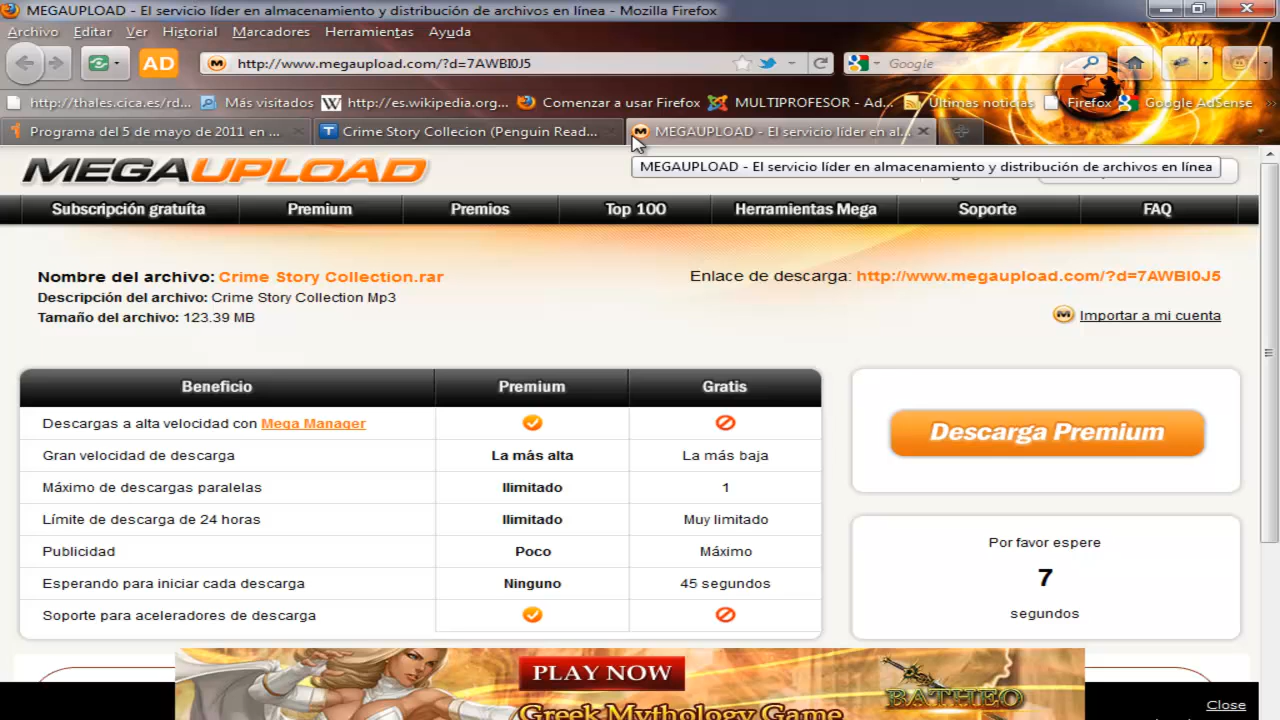 MEGAUPLOAD - El servicio líder en almacenamiento y distribución de archivos en línea - Mozilla Firefox
Archivo Editar Ver Historial Marcadores Herramientas Ayuda
AD http://www.megaupload.com/?d=7AWBI0J5 Google
http://thales.cica.es/rd... Más visitados W http://es.wikipedia.org... Comenzar a usar Firefox MULTIPROFESOR - Ad... Últimas noticias Firefox Google AdSense
Programa del 5 de mayo de 2011 en ... T Crime Story Collecion (Penguin Read... MEGAUPLOAD - El servicio líder en al...
MEGAUPLOAD
MEGAUPLOAD - El servicio líder en almacenamiento y distribución de archivos en línea
Subscripción gratuíta Premium Premios Top 100 Herramientas Mega Soporte FAQ
Nombre del archivo: Crime Story Collection.rar
Descripción del archivo: Crime Story Collection Mp3
Tamaño del archivo: 123.39 MB
Enlace de descarga: http://www.megaupload.com/?d=7AWBI0J5
Importar a mi cuenta
Beneficio Premium Gratis
Descargas a alta velocidad con Mega Manager
Gran velocidad de descarga La más alta La más baja
Máximo de descargas paralelas Ilimitado 1
Límite de descarga de 24 horas Ilimitado Muy limitado
Publicidad Poco Máximo
Esperando para iniciar cada descarga Ninguno 45 segundos
Soporte para aceleradores de descarga
Descarga Premium
Por favor espere
7
segundos
PLAY NOW
Greek Mythology Game
BATHEO
Close